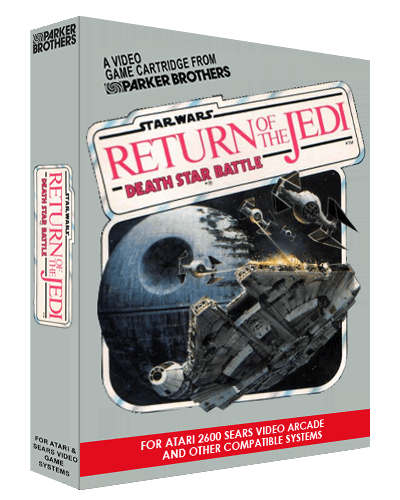 PARKER
BROTHERS
STAR.WARS
RETURN OF THE JEDI
DEATH STAR BATTLE
FOR ATARI &
SEARS VIDEO
GAME
SYSTEMS
A VIDEO
GAME CARTRIDGE FROM
PARKER BROTHERS
STAR.WARS
RETURN OF THE JEDI
TM
DEATH STAR BATTLE
®
FOR ATARI 2600 SEARS VIDEO ARCADE
AND OTHER COMPATIBLE SYSTEMS